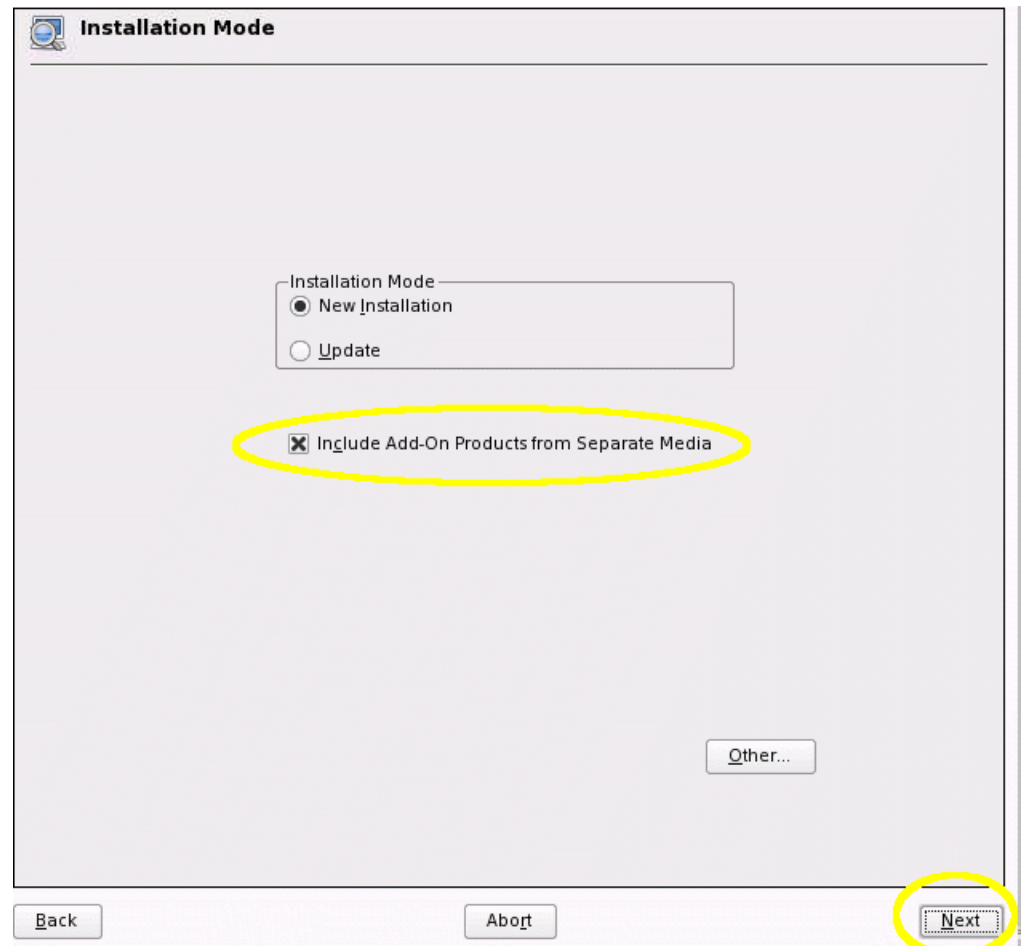 Installation Mode
Installation Mode
New Installation
Update
Include Add-On Products from Separate Media
Other...
Back
Abort
Next